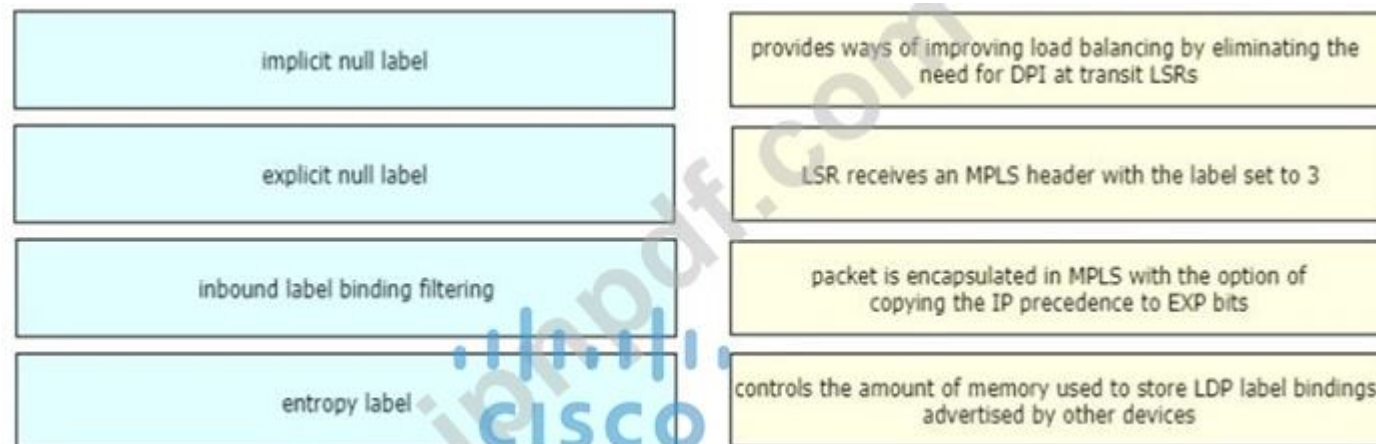 implicit null label
provides ways of improving load balancing by eliminating the
need for DPI at transit LSRs
explicit null label
LSR receives an MPLS header with the label set to 3
inbound label binding filtering
packet is encapsulated in MPLS with the option of
copying the IP precedence to EXP bits
entropy label
controls the amount of memory used to store LDP label bindings
advertised by other devices
CISCO